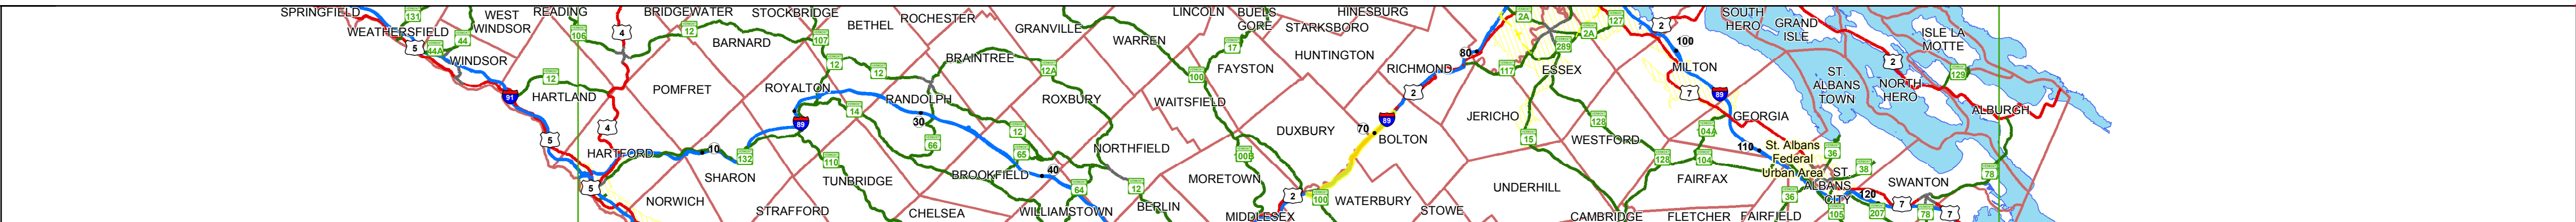 SPRINGFIELD
131
WEST
WINDSOR
READING
4
BRIDGEWATER
12
STOCKBRIDGE
BETHEL
ROCHESTER
GRANVILLE
WARREN
LINCOLN
BUELS
GORE
HINESBURG
STARKSBORO
2A
127
2
SOUTH
HERO
GRAND
ISLE
ISLE LA
MOTTE
WEATHERSFIELD
5
44A
44
106
BARNARD
107
12
12
BRAINTREE
12A
17
HUNTINGTON
80
289
2A
100
2
129
WINDSOR
12
FAYSTON
100
RICHMOND
117
ESSEX
MILTON
ST.
ALBANS
TOWN
NORTH
HERO
91
HARTLAND
POMFRET
ROYALTON
RANDOLPH
ROXBURY
WAITSFIELD
2
7
89
ALBURGH
5
4
89
14
30
12
DUXBURY
70
89
BOLTON
JERICHO
15
128
WESTFORD
104A
GEORGIA
110
HARTFORD
10
132
110
66
65
NORTHFIELD
100B
128
104
St. Albans
Federal
Urban Area
36
38
5
SHARON
TUNBRIDGE
BROOKFIELD
40
64
12
MORETOWN
2
100
UNDERHILL
FAIRFAX
ST.
ALBANS
CITY
SWANTON
78
NORWICH
STRAFFORD
CHELSEA
WILLIAMSTOWN
BERLIN
MIDDLESEX
WATERBURY
STOWE
CAMBRIDGE
FLETCHER
FAIRFIELD
36
105
120
207
7
78
7